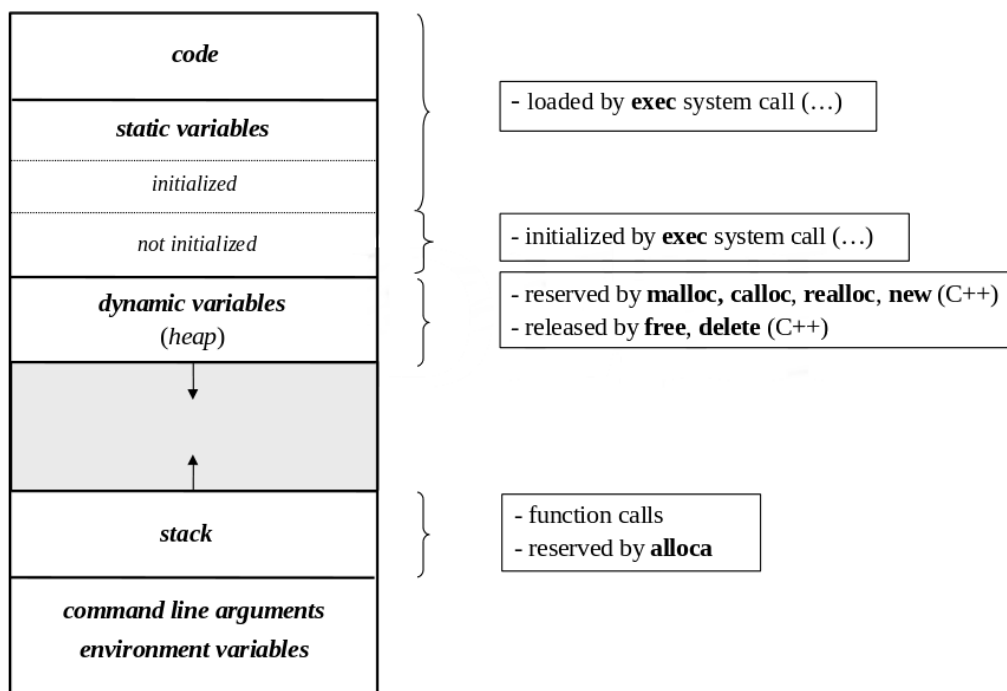 code
- loaded by exec system call (…)
static variables
initialized
not initialized
- initialized by exec system call (…)
dynamic variables
(heap)
- reserved by malloc, calloc, realloc, new (C++)
- released by free, delete (C++)
stack
- function calls
- reserved by alloca
command line arguments
environment variables